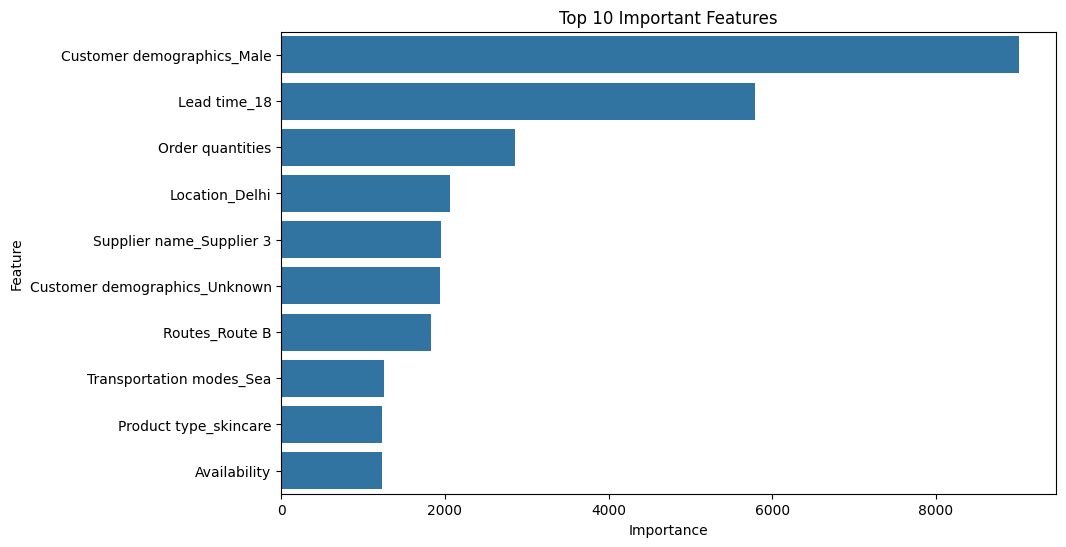 Top 10 Important Features
Feature
Customer demographics_Male
Lead time_18
Order quantities
Location_Delhi
Supplier name_Supplier 3
Customer demographics_Unknown
Routes_Route B
Transportation modes_Sea
Product type_skincare
Availability
0 2000 4000 6000 8000
Importance